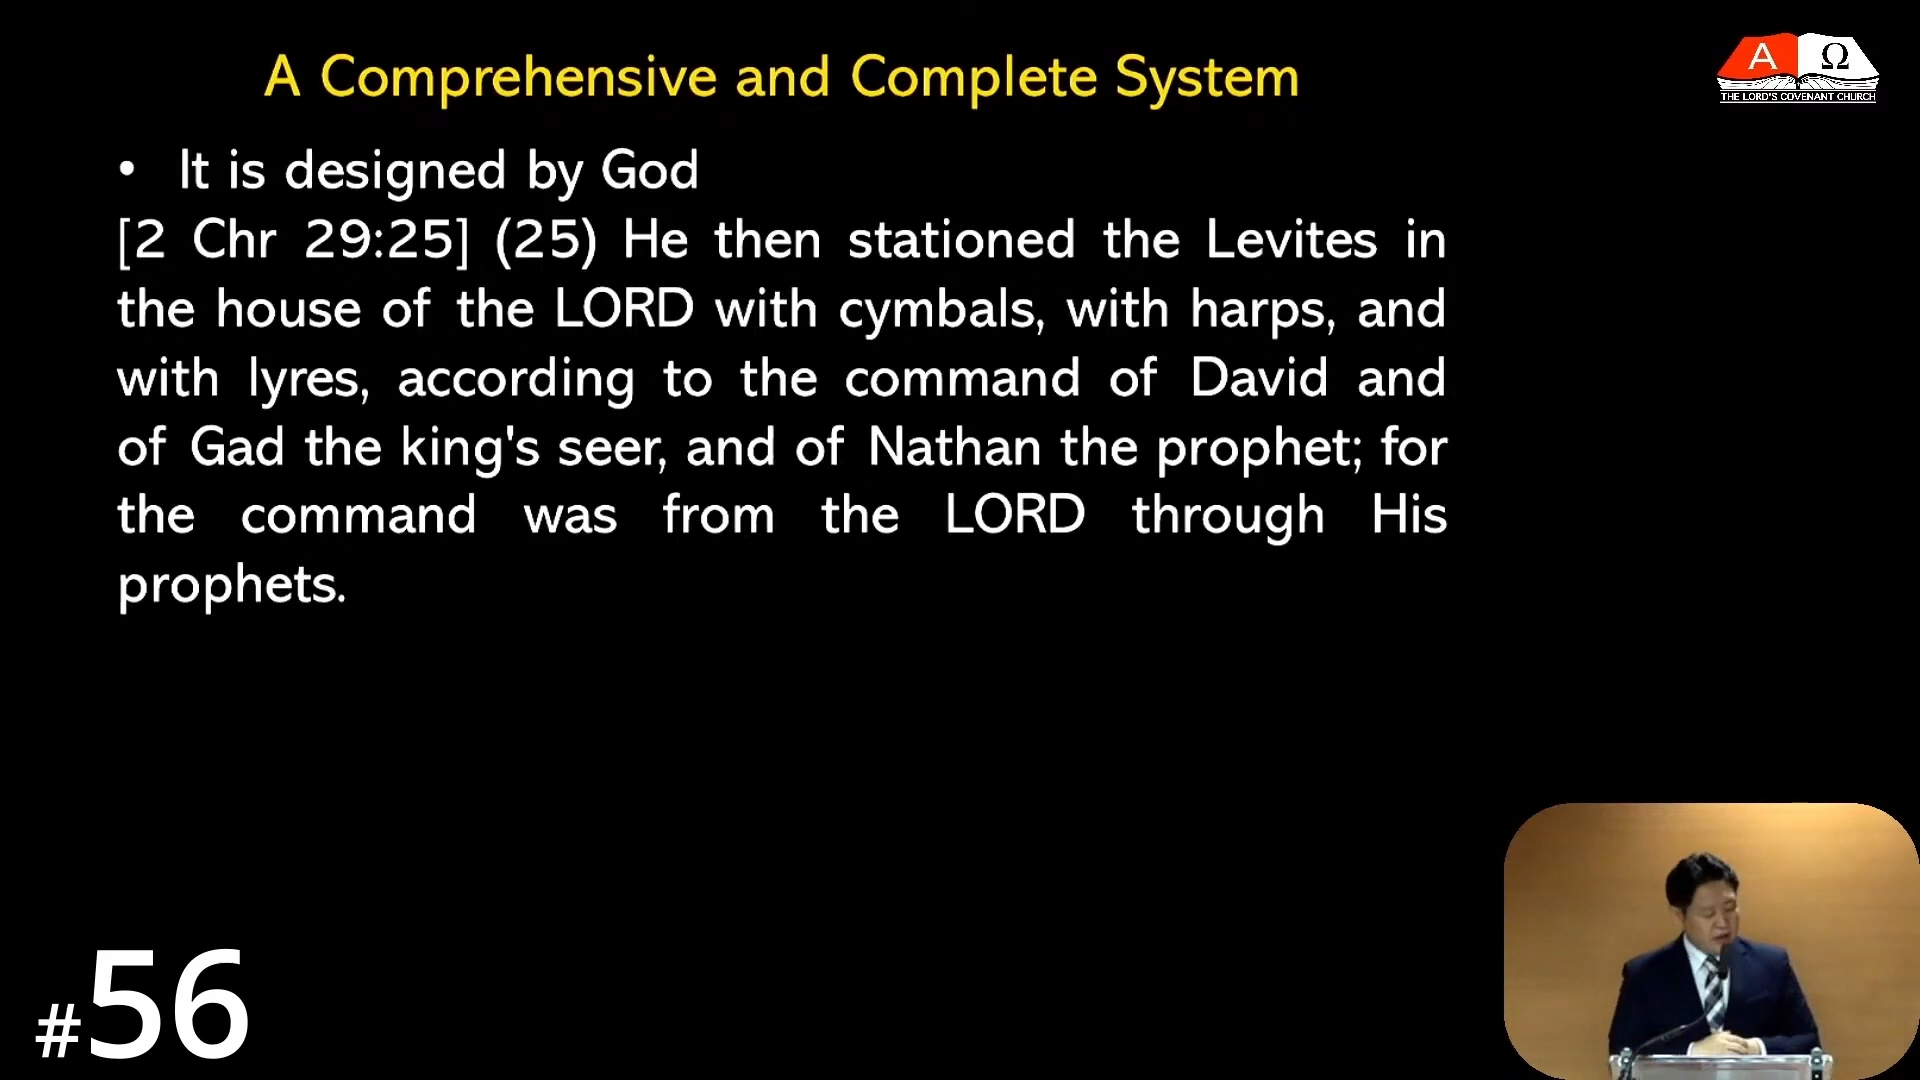 A Comprehensive and Complete System
A Ω
THE LORD'S COVENANT CHURCH
• It is designed by God
[2 Chr 29:25] (25) He then stationed the Levites in
the house of the LORD with cymbals, with harps, and
with lyres, according to the command of David and
of Gad the king's seer, and of Nathan the prophet; for
the command was from the LORD through His
prophets.
#56